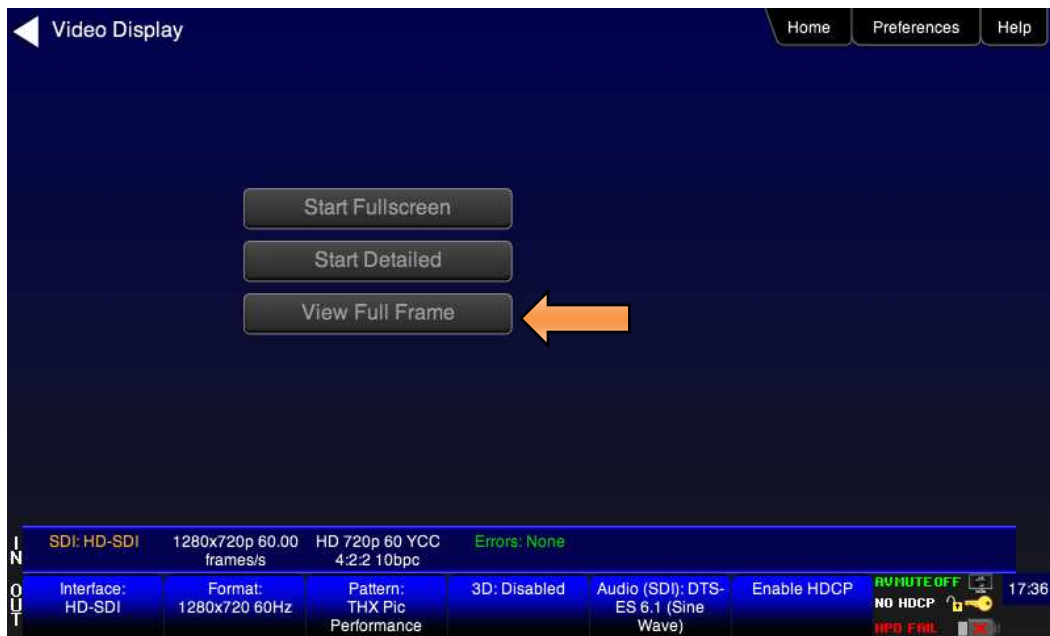 Video Display
Home
Preferences
Help
Start Fullscreen
Start Detailed
View Full Frame
IN
SDI: HD-SDI
1280x720p 60.00
frames/s
HD 720p 60 YCC
4:2:2 10bpc
Errors: None
OUT
Interface:
HD-SDI
Format:
1280x720 60Hz
Pattern:
THX Pic
Performance
3D: Disabled
Audio (SDI): DTS-
ES 6.1 (Sine
Wave)
Enable HDCP
AVMUTEOFF
NO HDCP
HPD FAIL
17:36